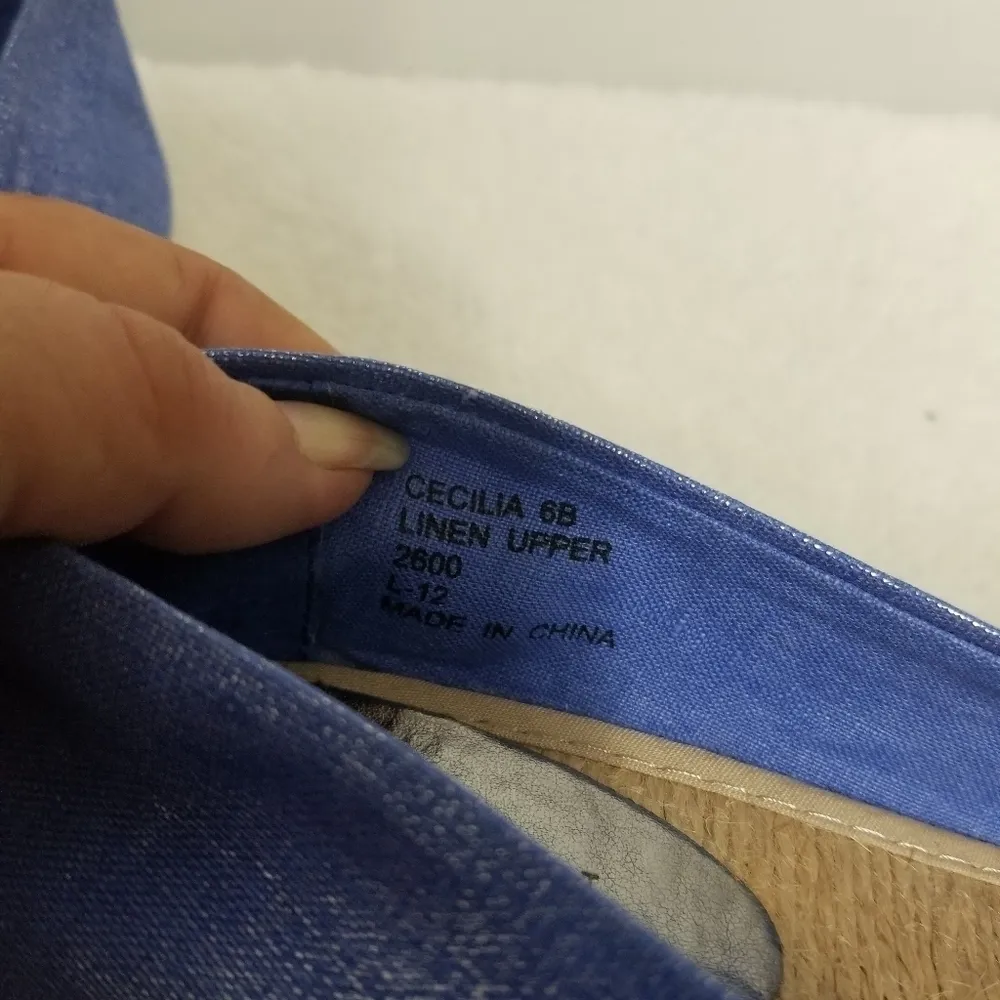 CECILIA 6B
LINEN UPPER
2600
L-12
MADE IN CHINA